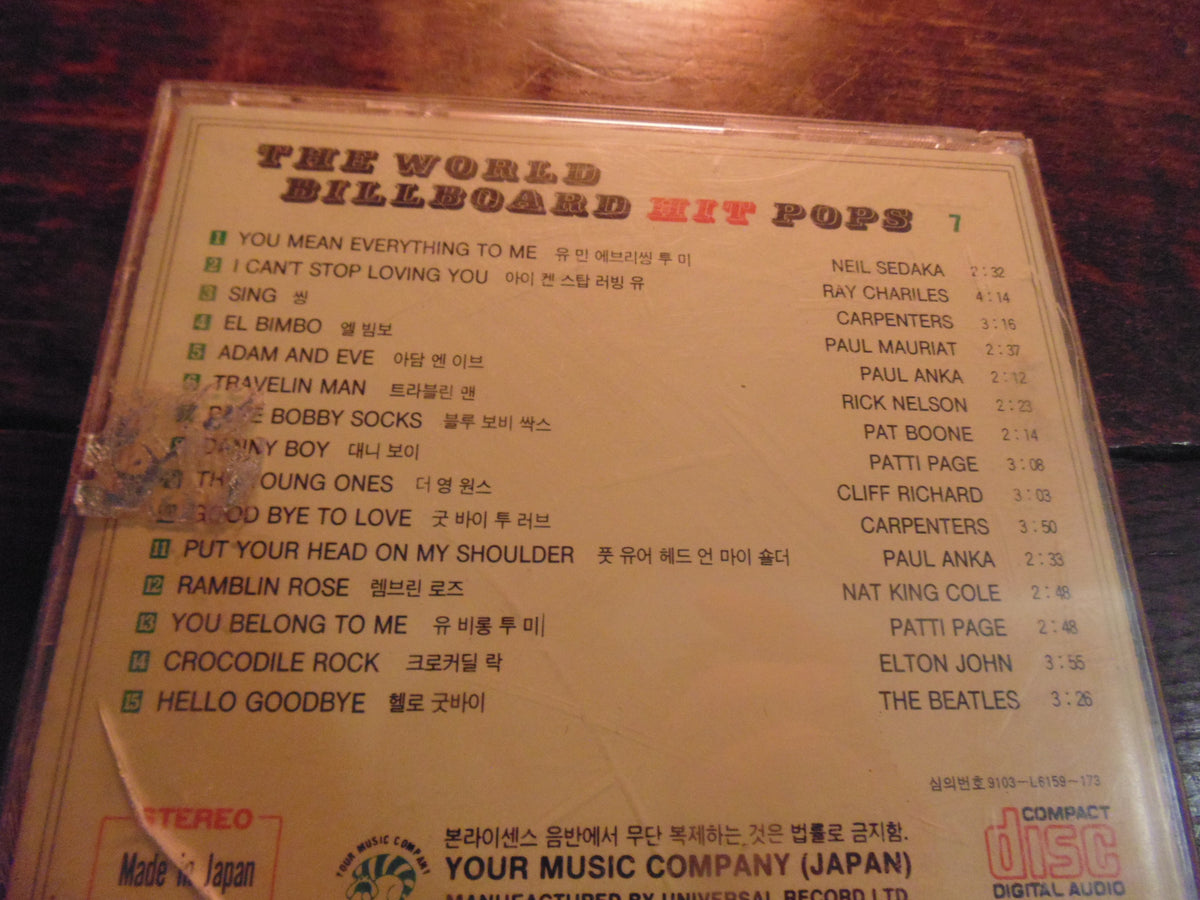 THE WORLD
BILLBOARD HIT POPS 7
1 YOU MEAN EVERYTHING TO ME 유 민 에브리씽 투 미 NEIL SEDAKA 2:32
2 I CAN'T STOP LOVING YOU 아이 켄 스탑 러빙 유 RAY CHARILES 4:14
3 SING 씽 CARPENTERS 3:16
4 EL BIMBO 엘 빔보 PAUL MAURIAT 2:37
5 ADAM AND EVE 아담 엔 이브 PAUL ANKA 2:12
6 TRAVELIN MAN 트라블린 맨 RICK NELSON 2:23
BOBBY SOCKS 블루 보비 싹스 PAT BOONE 2:14
DANNY BOY 대니 보이 PATTI PAGE 3:08
YOUNG ONES 더 영 원스 CLIFF RICHARD 3:03
GOOD BYE TO LOVE 굿 바이 투 러브 CARPENTERS 3:50
11 PUT YOUR HEAD ON MY SHOULDER 풋 유어 헤드 언 마이 숄더 PAUL ANKA 2:33
12 RAMBLIN ROSE 렘브린 로즈 NAT KING COLE 2:48
13 YOU BELONG TO ME 유 비롱 투 미 PATTI PAGE 2:48
14 CROCODILE ROCK 크로커딜 락 ELTON JOHN 3:55
15 HELLO GOODBYE 헬로 굿바이 THE BEATLES 3:26
심의번호 9103-L6159-173
STEREO
Made in Japan
YOUR MUSIC COMPANY
본라이센스 음반에서 무단 복제하는 것은 법률로 금지함.
YOUR MUSIC COMPANY (JAPAN)
MANUFACTURED BY UNIVERSAL RECORD LTD
COMPACT
disc
DIGITAL AUDIO